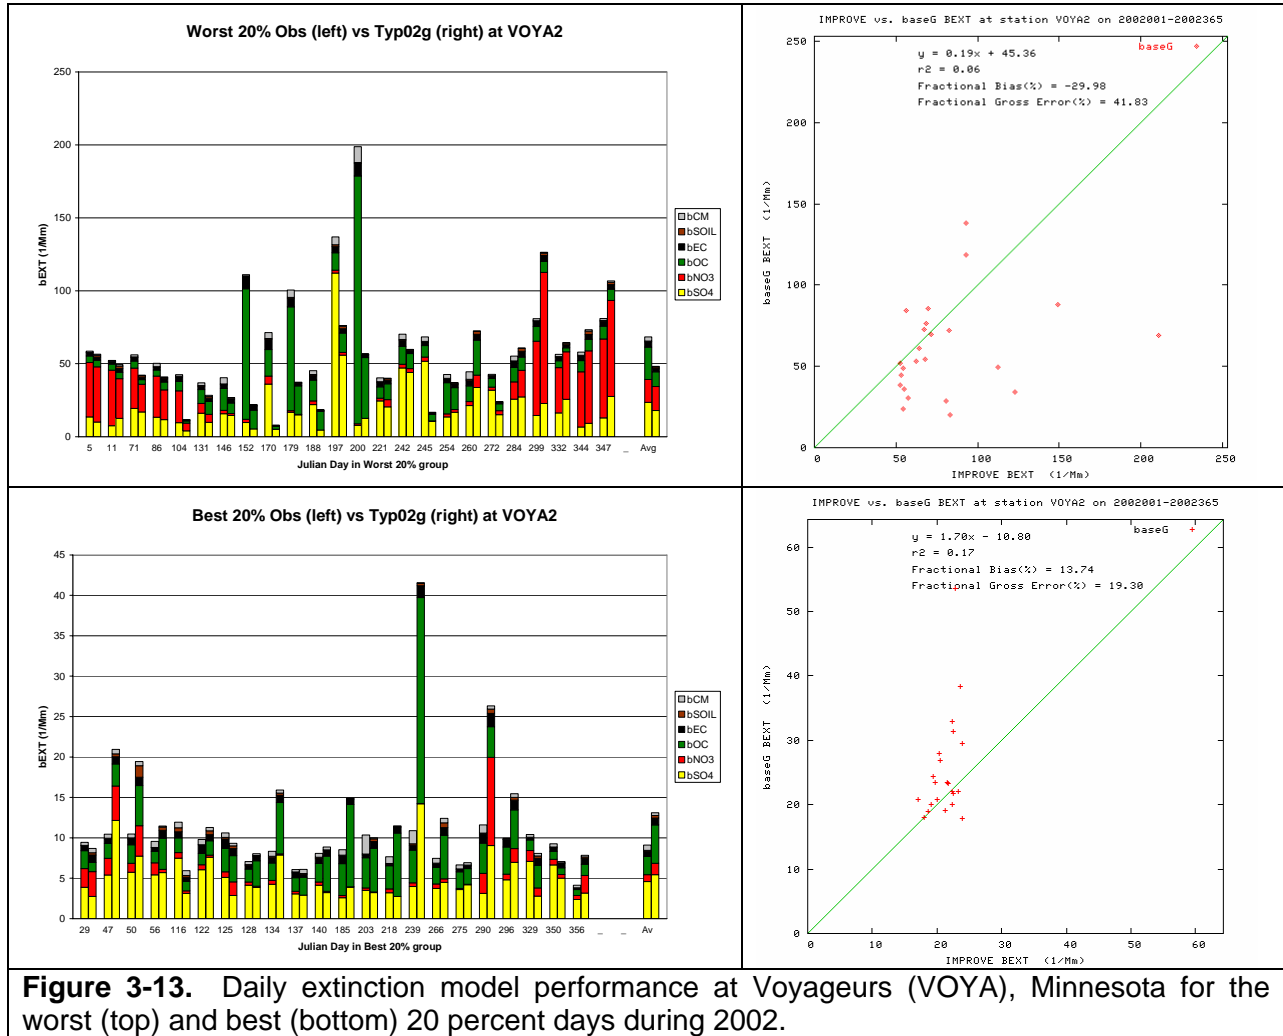 Worst 20% Obs (left) vs Typ02g (right) at VOYA2
250
200
150
100
50
0
bEXT (1/Mm)
5 11 71 86 104 131 146 152 170 179 188 197 200 221 242 245 252 260 272 284 299 332 344 347 _ Avg
Julian Day in Worst 20% group
bCM
bSOIL
bEC
bOC
bNO3
bSO4
IMPROVE vs. baseG BEXT at station VOYA2 on 2002001-2002365
baseG
y = 0.19x + 45.36
r2 = 0.06
Fractional Bias(%) = -29.98
Fractional Gross Error(%) = 41.83
250
200
150
100
50
0
baseG BEXT (1/Mm)
0 50 100 150 200 250
IMPROVE BEXT (1/Mm)
Best 20% Obs (left) vs Typ02g (right) at VOYA2
45
40
35
30
25
20
15
10
5
0
bEXT (1/Mm)
29 47 50 56 116 122 125 128 134 137 140 185 203 218 239 266 275 290 296 329 350 356 _ _ Av
Julian Day in Best 20% group
bCM
bSOIL
bEC
bOC
bNO3
bSO4
IMPROVE vs. baseG BEXT at station VOYA2 on 2002001-2002365
baseG
y = 1.70x - 10.80
r2 = 0.17
Fractional Bias(%) = 13.74
Fractional Gross Error(%) = 19.30
60
50
40
30
20
10
0
baseG BEXT (1/Mm)
0 10 20 30 40 50 60
IMPROVE BEXT (1/Mm)
Figure 3-13. Daily extinction model performance at Voyageurs (VOYA), Minnesota for the
worst (top) and best (bottom) 20 percent days during 2002.